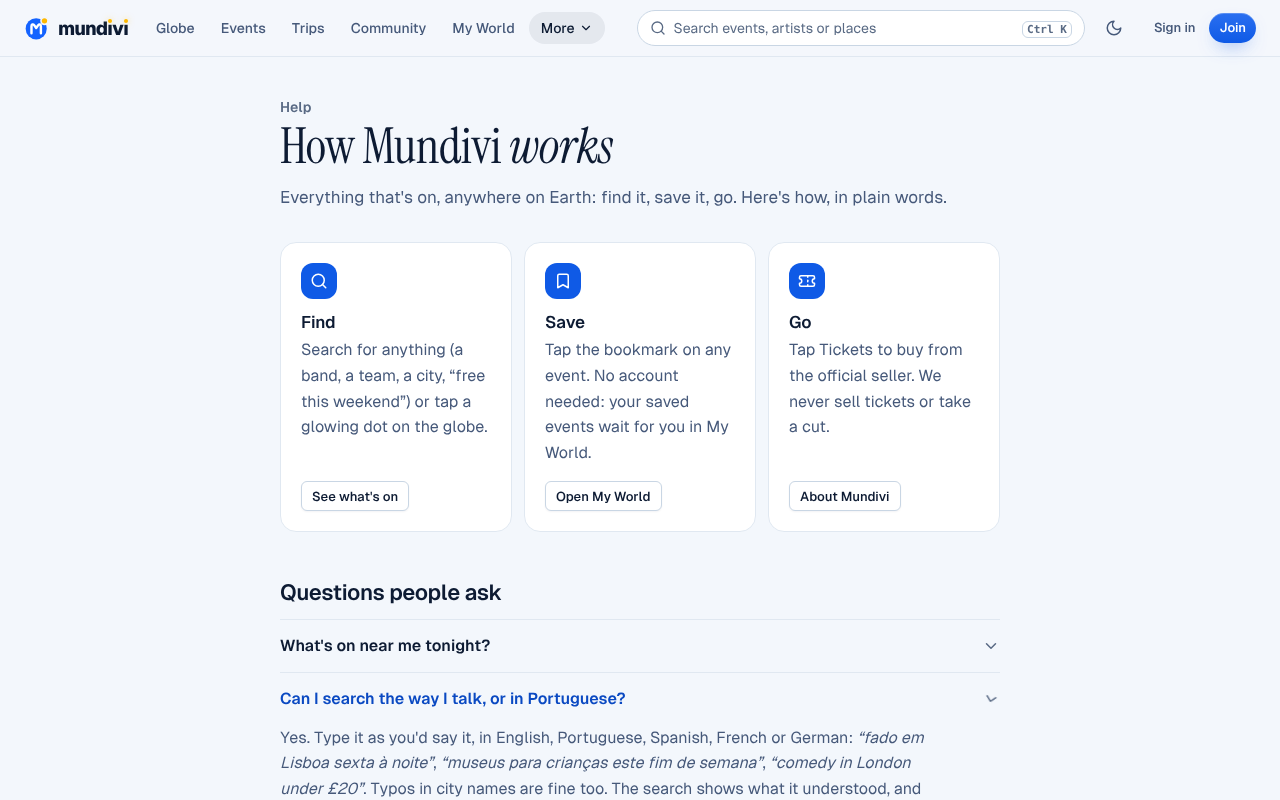 mundivi
Globe
Events
Trips
Community
My World
More
Search events, artists or places
Ctrl K
Sign in
Join
Help
How Mundivi works
Everything that's on, anywhere on Earth: find it, save it, go. Here's how, in plain words.
Find
Search for anything (a
band, a team, a city, “free
this weekend”) or tap a
glowing dot on the globe.
See what's on
Save
Tap the bookmark on any
event. No account
needed: your saved
events wait for you in My
World.
Open My World
Go
Tap Tickets to buy from
the official seller. We
never sell tickets or take
a cut.
About Mundivi
Questions people ask
What's on near me tonight?
Can I search the way I talk, or in Portuguese?
Yes. Type it as you'd say it, in English, Portuguese, Spanish, French or German: “fado em
Lisboa sexta à noite”, “museus para crianças este fim de semana”, “comedy in London
under £20”. Typos in city names are fine too. The search shows what it understood, and